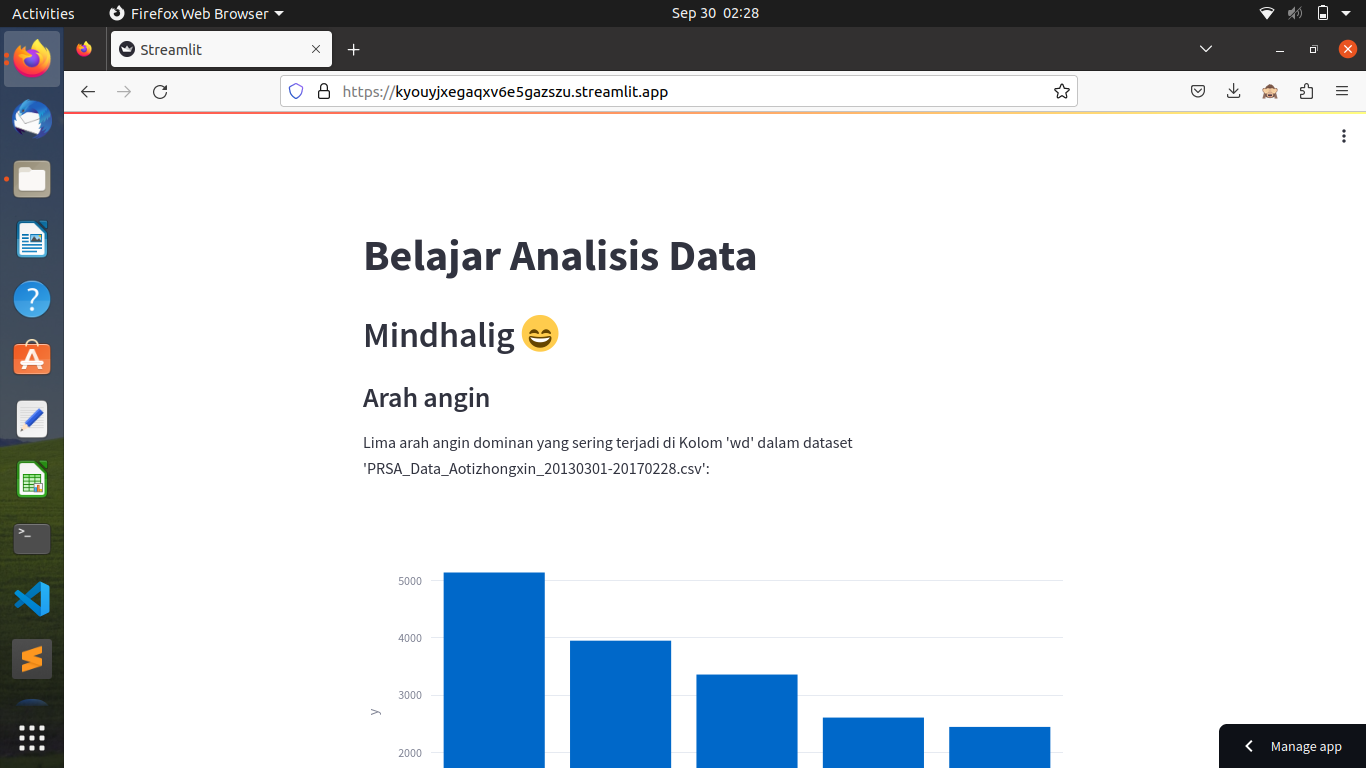 Activities
Firefox Web Browser
Sep 30 02:28
Streamlit
https://kyouyjxegaqxv6e5gazszu.streamlit.app
Belajar Analisis Data
Mindhalig 😄
Arah angin
Lima arah angin dominan yang sering terjadi di Kolom 'wd' dalam dataset
'PRSA_Data_Aotizhongxin_20130301-20170228.csv':
5000
4000
3000
y
2000
Manage app